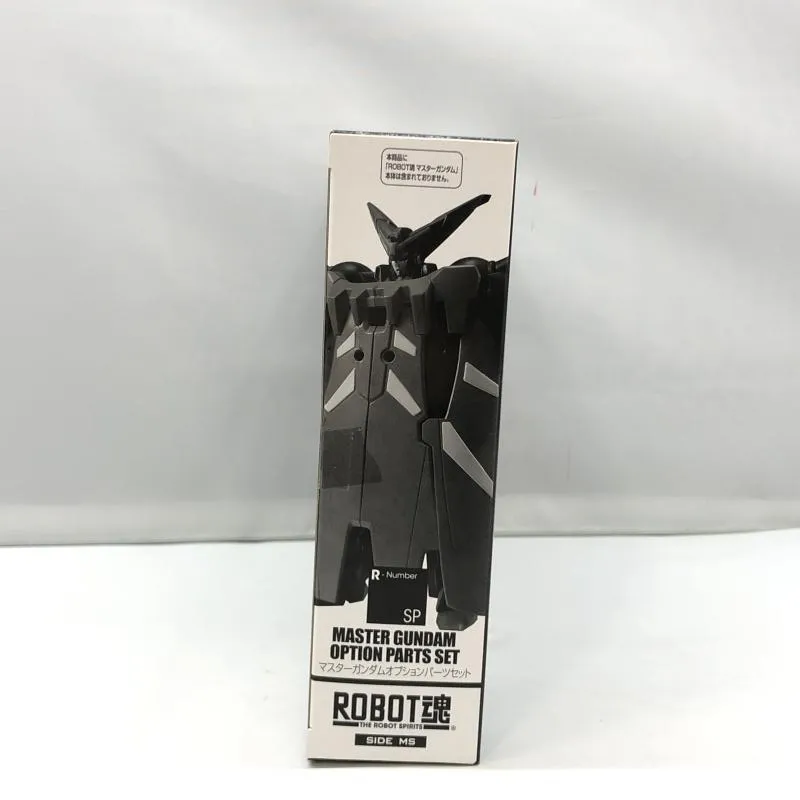 本商品に
「ROBOT魂 マスターガンダム」
本体は含まれておりません。
R - Number
SP
MASTER GUNDAM
OPTION PARTS SET
マスターガンダムオプションパーツセット
ROBOT魂
THE ROBOT SPIRITS ®
SIDE MS